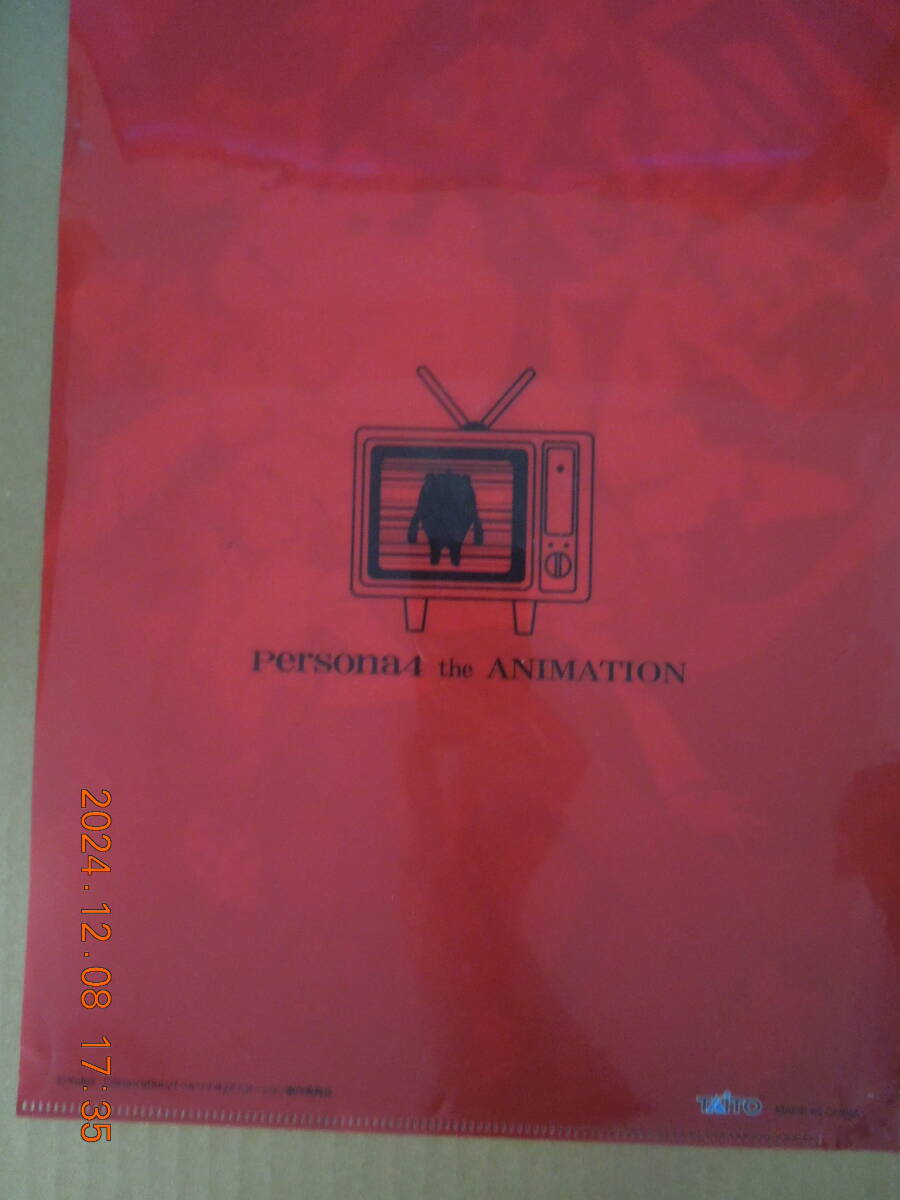 Persona4 the ANIMATION
2024.12.08 17:35
TAITO
MADE IN CHINA